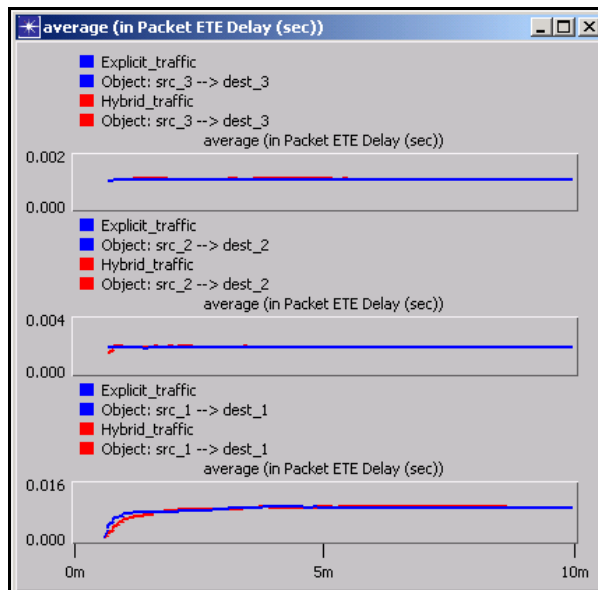 average (in Packet ETE Delay (sec))
Explicit_traffic
Object: src_3 --> dest_3
Hybrid_traffic
Object: src_3 --> dest_3
average (in Packet ETE Delay (sec))
0.002
0.000
Explicit_traffic
Object: src_2 --> dest_2
Hybrid_traffic
Object: src_2 --> dest_2
average (in Packet ETE Delay (sec))
0.004
0.000
Explicit_traffic
Object: src_1 --> dest_1
Hybrid_traffic
Object: src_1 --> dest_1
average (in Packet ETE Delay (sec))
0.016
0.000
0m 5m 10m